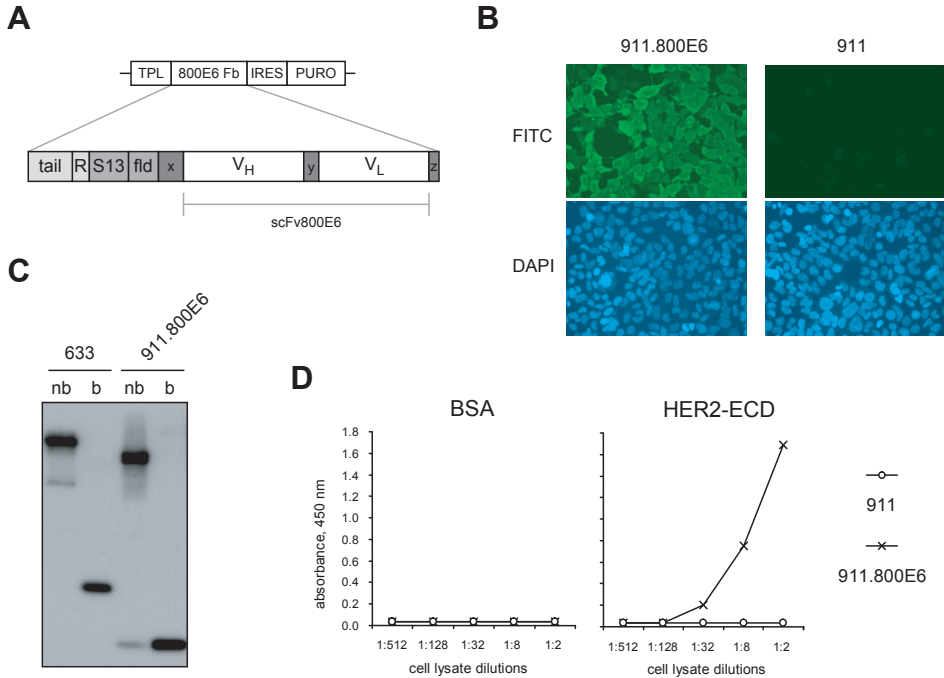 A
TPL 800E6 Fb IRES PURO
tail R S13 fld x VH y VL z
scFv800E6
B
911.800E6 911
FITC
DAPI
C
633 911.800E6
nb b nb b
D
BSA HER2-ECD
absorbance, 450 nm
1.8
1.6
1.4
1.2
1.0
0.8
0.6
0.4
0.2
0.0
1:512 1:128 1:32 1:8 1:2
cell lysate dilutions
1:512 1:128 1:32 1:8 1:2
cell lysate dilutions
911
911.800E6